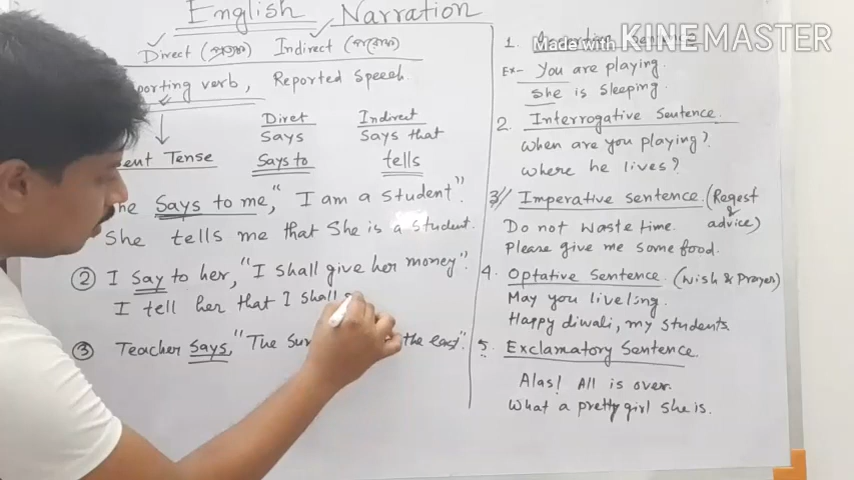 English Narration
Direct (প্রত্যক্ষ) Indirect (পরোক্ষ)
porting verb, Reported Speech
Diret Indirect
Says Says that
sent Tense Says to tells
he Says to me, "I am a student".
She tells me that She is a student.
② I say to her, "I shall give her money".
I tell her that I shall
③ Teacher Says, "The Sun the east".
1. Sentence
Ex- You are playing.
She is sleeping.
2. Interrogative Sentence.
When are you playing?
Where he lives?
3 Imperative sentence (Reqest & advice)
Do not waste time.
Please give me some food.
4. Optative Sentence. (Wish & Prayer)
May you live long.
Happy diwali, my students.
5. Exclamatory Sentence.
Alas! All is over.
What a pretty girl she is.
Made with KINEMASTER